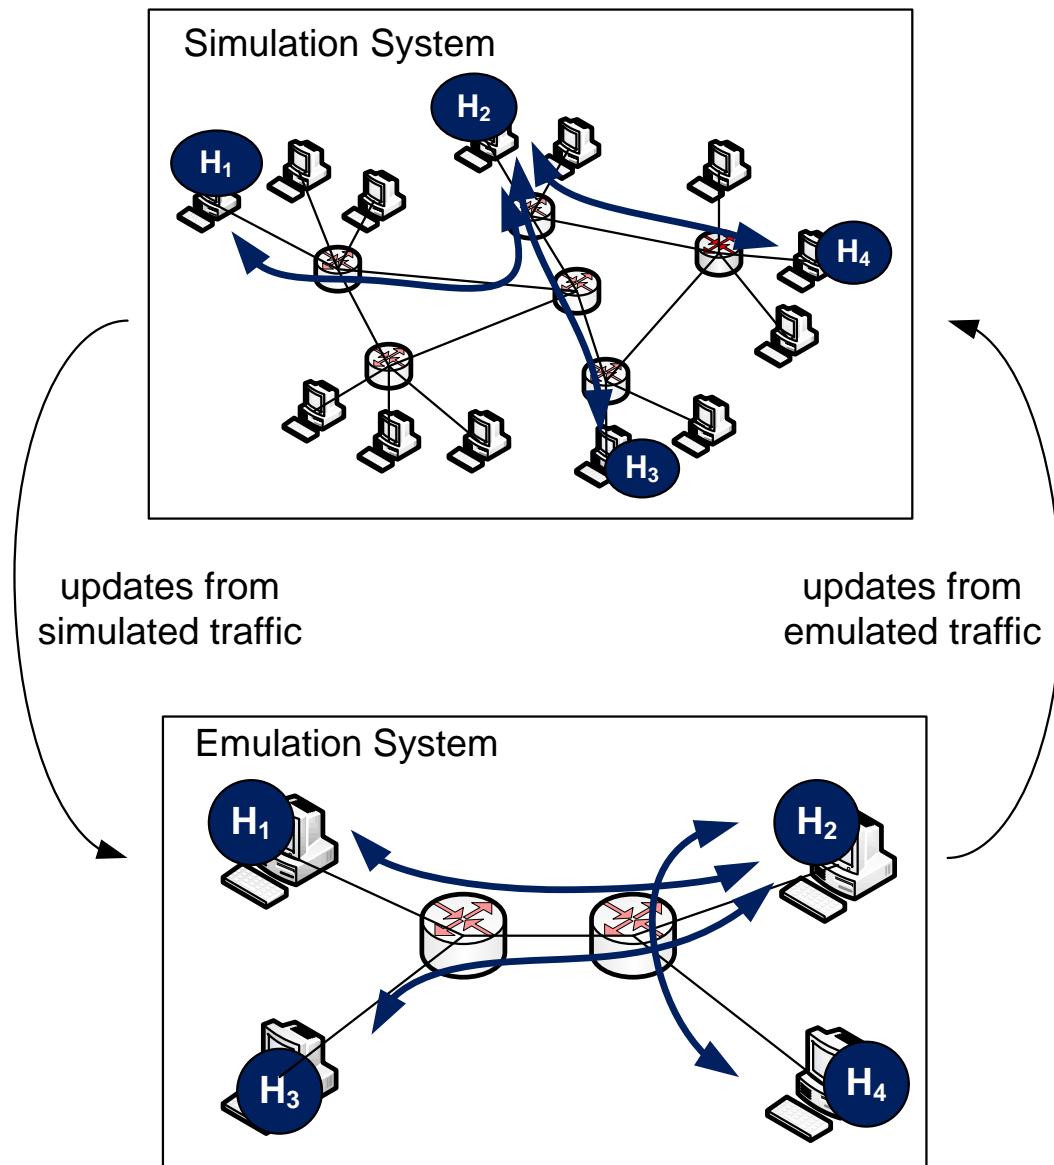 Simulation System
H₂
H₁
H₄
H₃
updates from
simulated traffic
updates from
emulated traffic
Emulation System
H₁
H₂
H₃
H₄